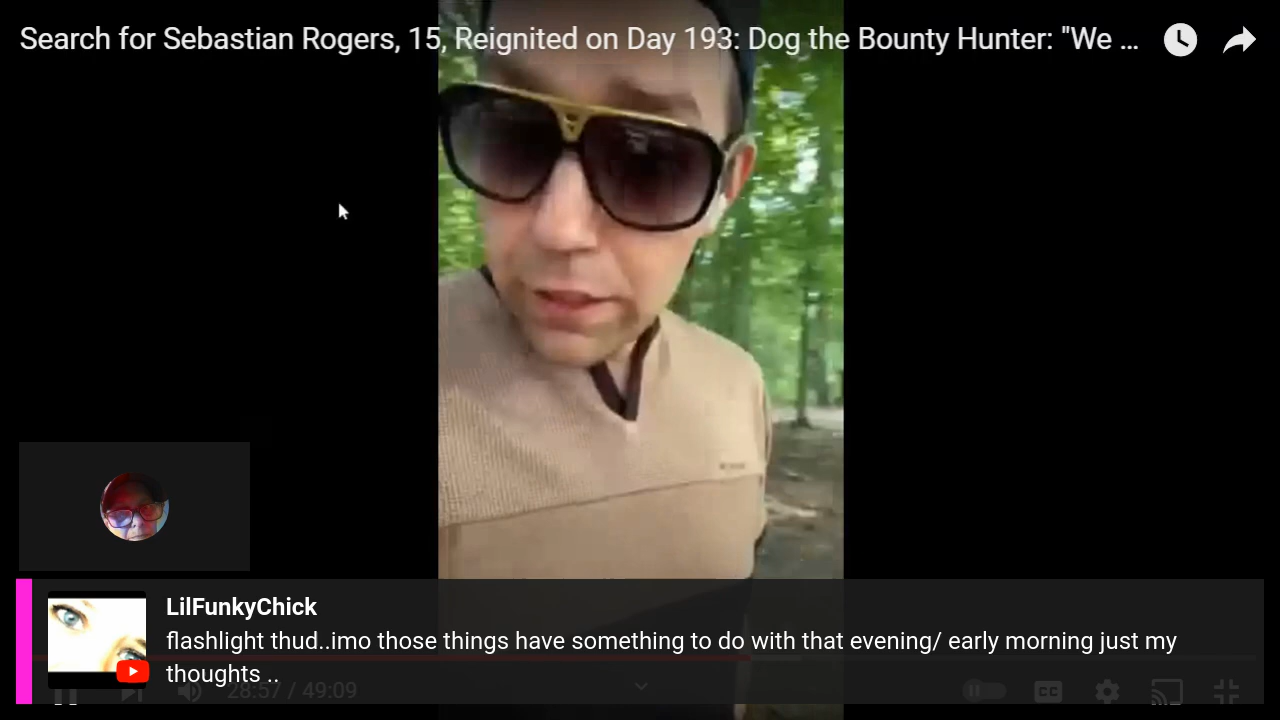 Search for Sebastian Rogers, 15, Reignited on Day 193: Dog the Bounty Hunter: "We ...
LilFunkyChick
flashlight thud..imo those things have something to do with that evening/ early morning just my
thoughts ..
28:57 / 49:09
CC